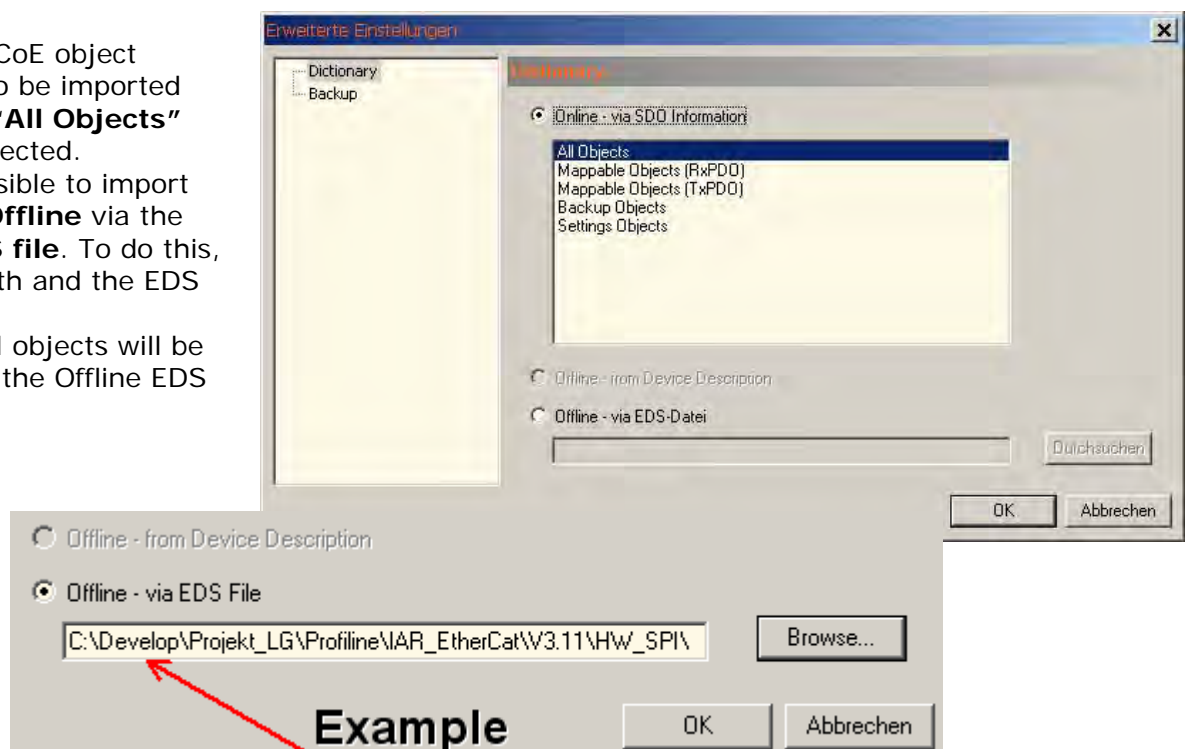 CoE object
o be imported
"All Objects"
ected.
sible to import
Offline via the
S file. To do this,
th and the EDS
l objects will be
the Offline EDS
Erweiterte Einstellungen
Dictionary
Backup
Dictionary
Online - via SDO Information
All Objects
Mappable Objects (RxPDO)
Mappable Objects (TxPDO)
Backup Objects
Settings Objects
Offline - from Device Description
Offline - via EDS-Datei
Durchsuchen
OK Abbrechen
Offline - from Device Description
Offline - via EDS File
C:\Develop\Projekt_LG\Profiline\IAR_EtherCat\V3.11\HW_SPI\ Browse...
Example OK Abbrechen